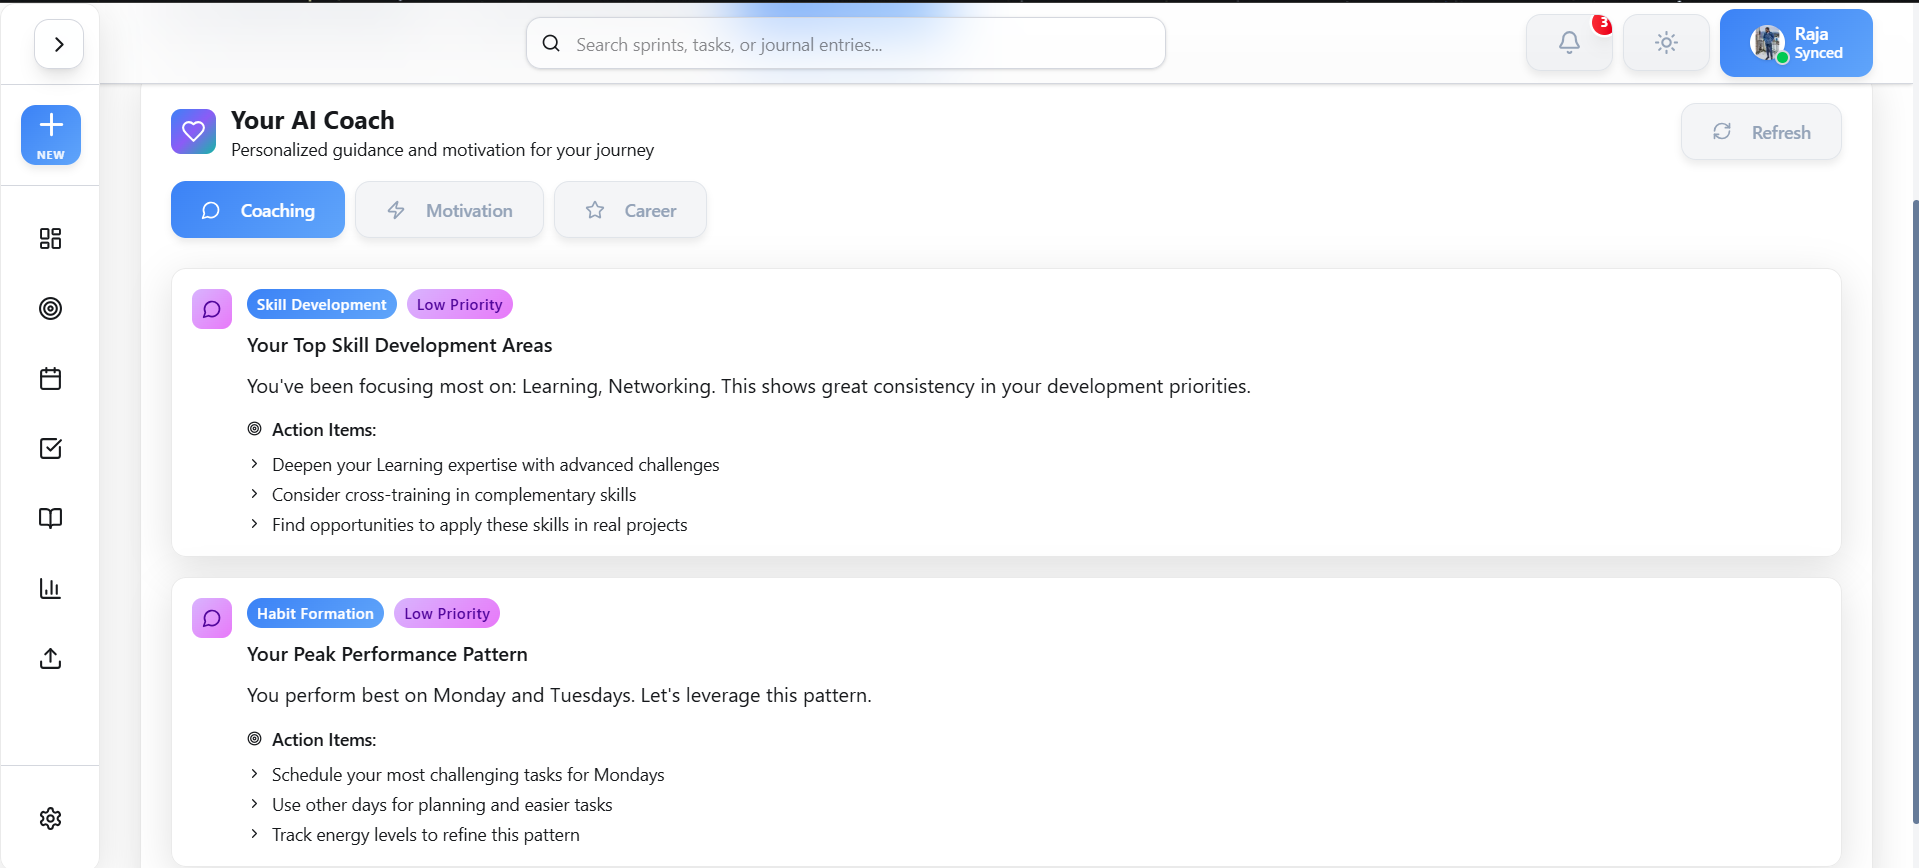 Search sprints, tasks, or journal entries...
3
Raja
Synced
NEW
Your AI Coach
Personalized guidance and motivation for your journey
Refresh
Coaching
Motivation
Career
Skill Development
Low Priority
Your Top Skill Development Areas
You've been focusing most on: Learning, Networking. This shows great consistency in your development priorities.
Action Items:
Deepen your Learning expertise with advanced challenges
Consider cross-training in complementary skills
Find opportunities to apply these skills in real projects
Habit Formation
Low Priority
Your Peak Performance Pattern
You perform best on Monday and Tuesdays. Let's leverage this pattern.
Action Items:
Schedule your most challenging tasks for Mondays
Use other days for planning and easier tasks
Track energy levels to refine this pattern